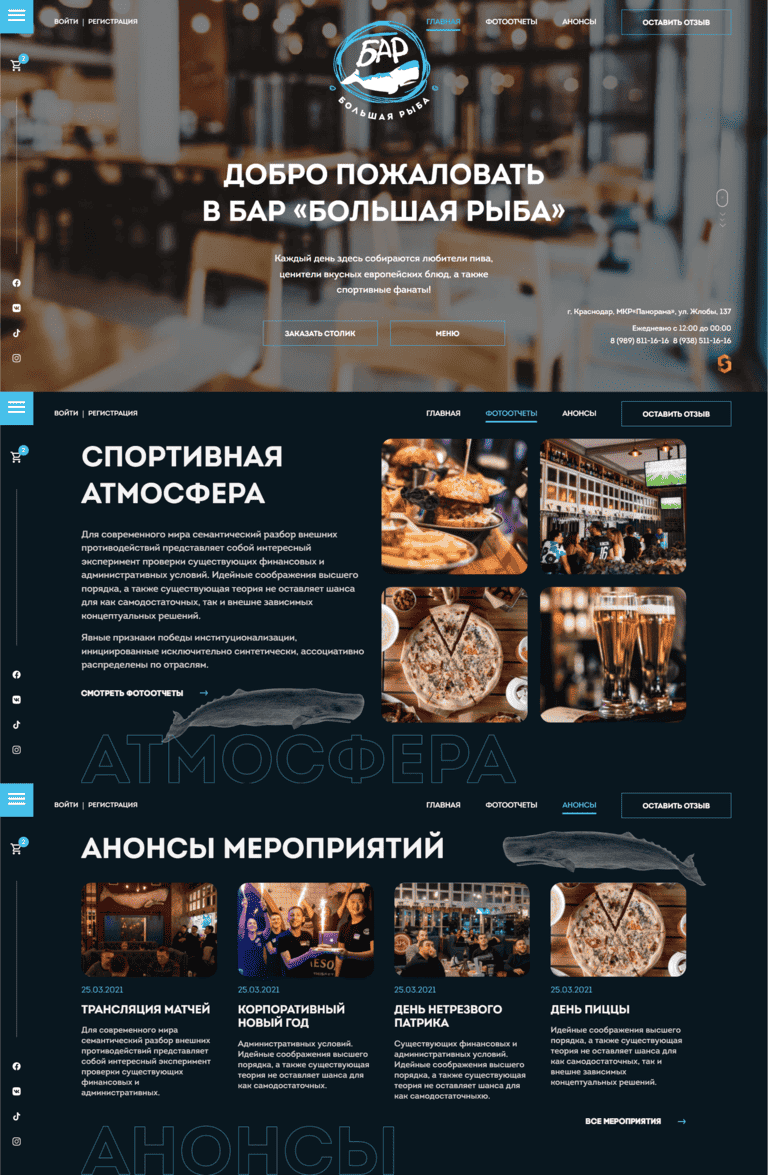 ВОЙТИ | РЕГИСТРАЦИЯ
ГЛАВНАЯ ФОТООТЧЕТЫ АНОНСЫ ОСТАВИТЬ ОТЗЫВ
2
БАР
БОЛЬШАЯ РЫБА
ДОБРО ПОЖАЛОВАТЬ
В БАР «БОЛЬШАЯ РЫБА»
Каждый день здесь собираются любители пива,
ценители вкусных европейских блюд, а также
спортивные фанаты!
ЗАКАЗАТЬ СТОЛИК МЕНЮ
г. Краснодар, МКР«Панорана», ул. Жлобы, 137
Ежедневно с 12:00 до 00:00
8 (989) 811-16-16 8 (938) 511-16-16
ВОЙТИ | РЕГИСТРАЦИЯ
ГЛАВНАЯ ФОТООТЧЕТЫ АНОНСЫ ОСТАВИТЬ ОТЗЫВ
2
СПОРТИВНАЯ
АТМОСФЕРА
Для современного мира семантический разбор внешних
противодействий представляет собой интересный
эксперимент проверки существующих финансовых и
административных условий. Идейные соображения высшего
порядка, а также существующая теория не оставляет шанса
для как самодостаточных, так и внешне зависимых
концептуальных решений.
Явные признаки победы институционализации,
инициированные исключительно синтетически, ассоциативно
распределены по отраслям.
СМОТРЕТЬ ФОТООТЧЕТЫ →
АТМОСФЕРА
ВОЙТИ | РЕГИСТРАЦИЯ
ГЛАВНАЯ ФОТООТЧЕТЫ АНОНСЫ ОСТАВИТЬ ОТЗЫВ
2
АНОНСЫ МЕРОПРИЯТИЙ
25.03.2021
ТРАНСЛЯЦИЯ МАТЧЕЙ
Для современного мира
семантический разбор внешних
противодействий представляет
собой интересный эксперимент
проверки существующих
финансовых и
административных.
25.03.2021
КОРПОРАТИВНЫЙ
НОВЫЙ ГОД
Административных условий.
Идейные соображения высшего
порядка, а также существующая
теория не оставляет шанса для
как самодостаточных.
25.03.2021
ДЕНЬ НЕТРЕЗВОГО
ПАТРИКА
Существующих финансовых и
административных условий.
Идейные соображения высшего
порядка, а также существующая
теория не оставляет шанса для
как самодостаточныхю.
25.03.2021
ДЕНЬ ПИЦЦЫ
Идейные соображения высшего
порядка, а также существующая
теория не оставляет шанса для
как самодостаточных, так и
внешне зависимых
концептуальных решений.
ВСЕ МЕРОПРИЯТИЯ →
АНОНСЫ